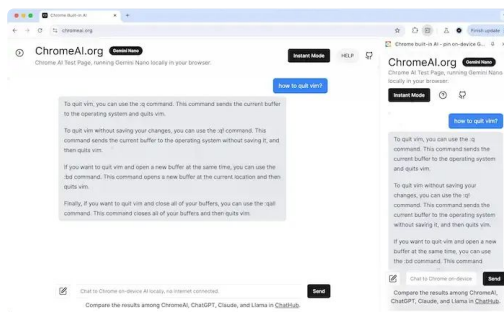 Chrome Built-in AI
chromeai.org
Finish update
ChromeAI.org Gemini Nano
Chrome AI Test Page, running Gemini Nano locally in your browser.
Instant Mode
HELP
how to quit vim?
To quit vim, you can use the :q command. This command sends the current buffer
to the operating system and quits vim.
To quit vim without saving your changes, you can use the :q! command. This
command sends the current buffer to the operating system without saving it, and
then quits vim.
If you want to quit vim and open a new buffer at the same time, you can use the
:bd command. This command opens a new buffer at the current location and then
quits vim.
Finally, if you want to quit vim and close all of your buffers, you can use the :qall
command. This command closes all of your buffers and then quits vim.
Chat to Chrome on-device AI locally, no internet connected.
Send
Compare the results among ChromeAI, ChatGPT, Claude, and Llama in ChatHub.
Chrome built-in AI - pin on-device G...
ChromeAI.org Gemini Nano
Chrome AI Test Page, running Gemini Nano
locally in your browser.
Instant Mode
how to quit vim?
To quit vim, you can use the :q
command. This command sends the
current buffer to the operating system
and quits vim.
To quit vim without saving your
changes, you can use the :q!
command. This command sends the
current buffer to the operating system
without saving it, and then quits vim.
If you want to quit vim and open a new
buffer at the same time, you can use
the :bd command. This command
Chat to Chrome on-device
Send
Compare the results among ChromeAI,
ChatGPT, Claude, and Llama in ChatHub.